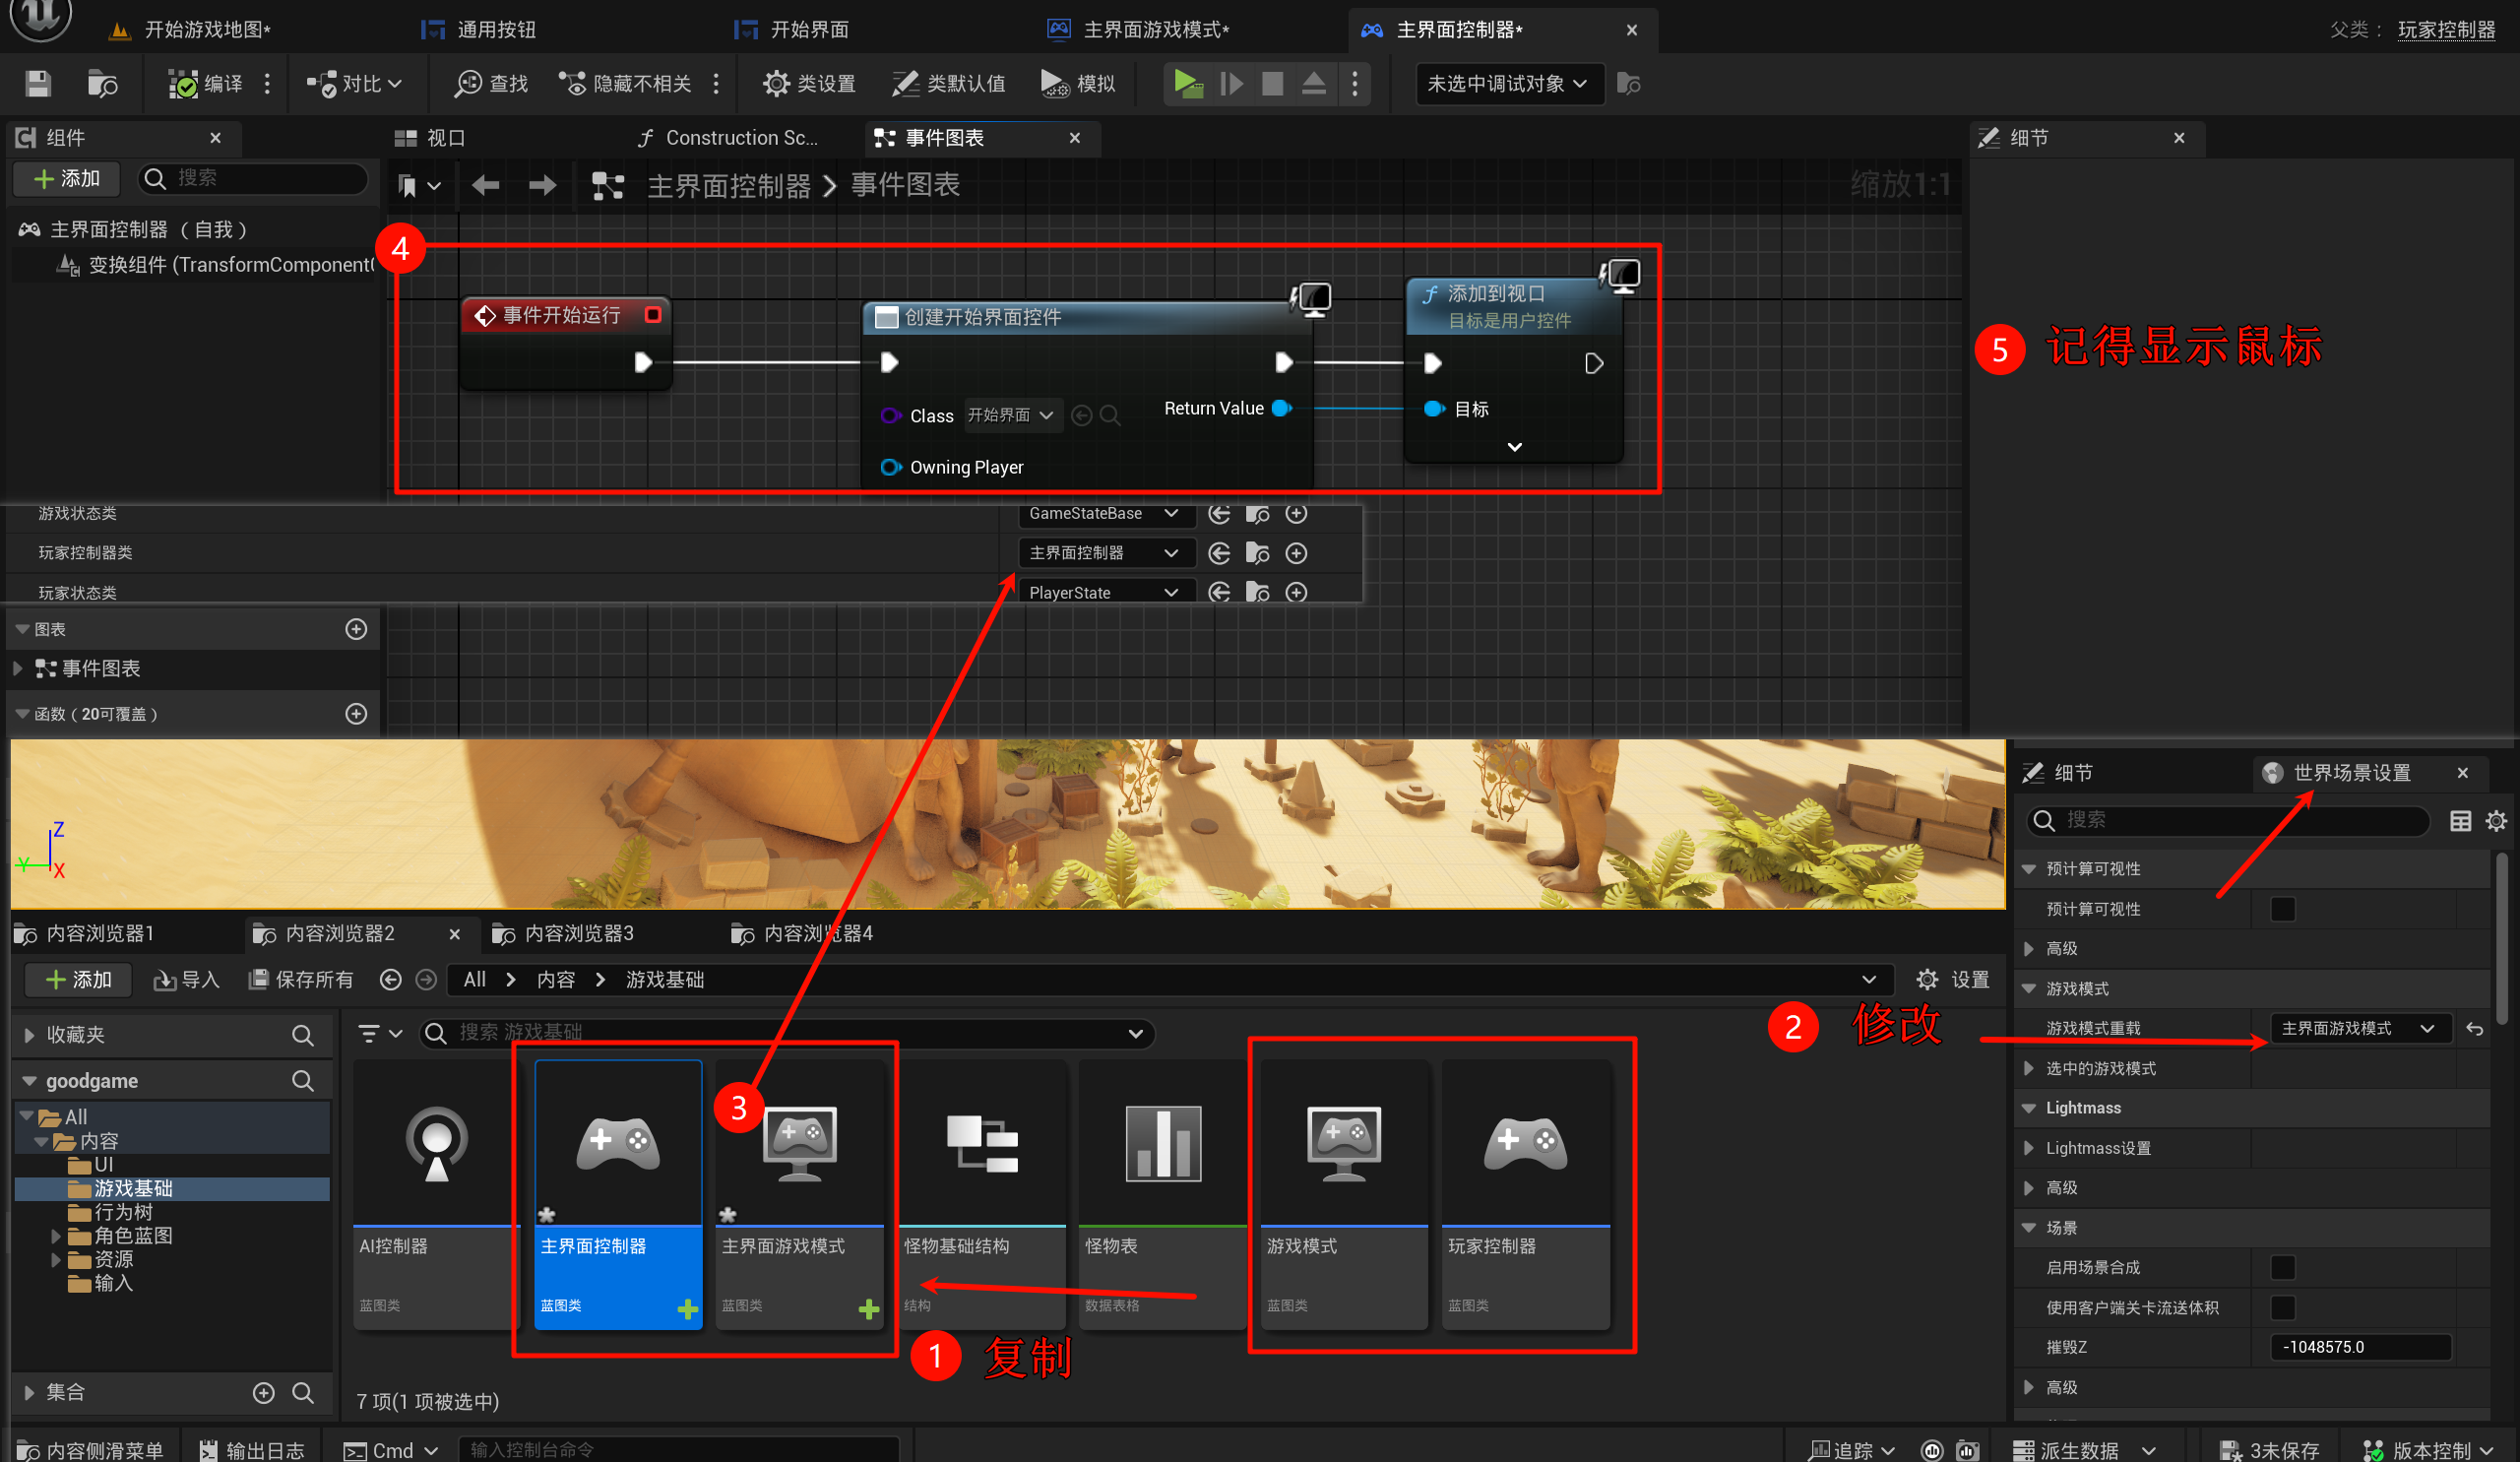 开始游戏地图*
通用按钮
开始界面
主界面游戏模式*
主界面控制器*
父类：
玩家控制器
编译
对比
查找
隐藏不相关
类设置
类默认值
模拟
未选中调试对象
组件
视口
Construction Sc...
事件图表
细节
添加
搜索
主界面控制器 > 事件图表
缩放1:1
主界面控制器（自我）
变换组件 (TransformComponent
4
事件开始运行
创建开始界面控件
添加到视口
目标是用户控件
5 记得显示鼠标
Class 开始界面
Return Value
目标
Owning Player
游戏状态类
GameStateBase
玩家控制器类
主界面控制器
玩家状态类
PlayerState
图表
事件图表
函数（20可覆盖）
细节
世界场景设置
Z
Y
X
搜索
预计算可视性
预计算可视性
高级
内容浏览器1
内容浏览器2
内容浏览器3
内容浏览器4
添加
导入
保存所有
All > 内容 > 游戏基础
设置
游戏模式
2 修改
游戏模式重载
主界面游戏模式
选中的游戏模式
收藏夹
搜索 游戏基础
goodgame
All
内容
UI
游戏基础
行为树
角色蓝图
资源
输入
3
Lightmass
Lightmass设置
高级
场景
AI控制器
蓝图类
主界面控制器
蓝图类
主界面游戏模式
蓝图类
怪物基础结构
结构
怪物表
数据表格
游戏模式
蓝图类
玩家控制器
蓝图类
启用场景合成
使用客户端关卡流送体积
摧毁Z
-1048575.0
高级
1 复制
集合
7 项(1 项被选中)
内容侧滑菜单
输出日志
Cmd
输入控制台命令
追踪
派生数据
3未保存
版本控制